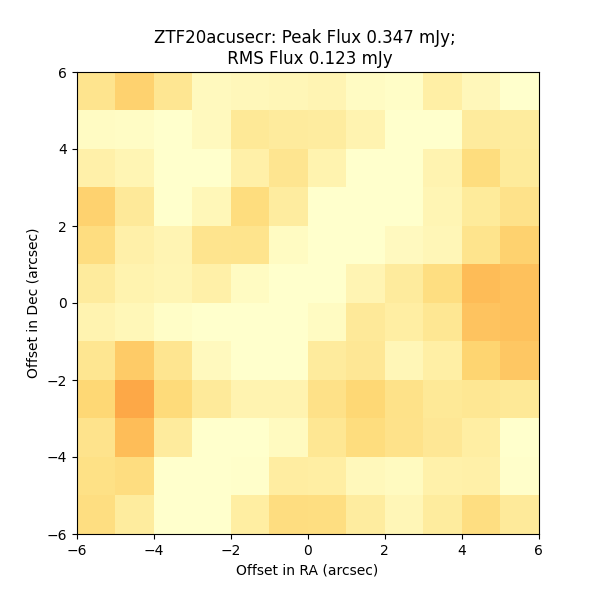 ZTF20acusecr: Peak Flux 0.347 mJy;
RMS Flux 0.123 mJy
6
4
2
0
−2
−4
−6
Offset in Dec (arcsec)
−6 −4 −2 0 2 4 6
Offset in RA (arcsec)